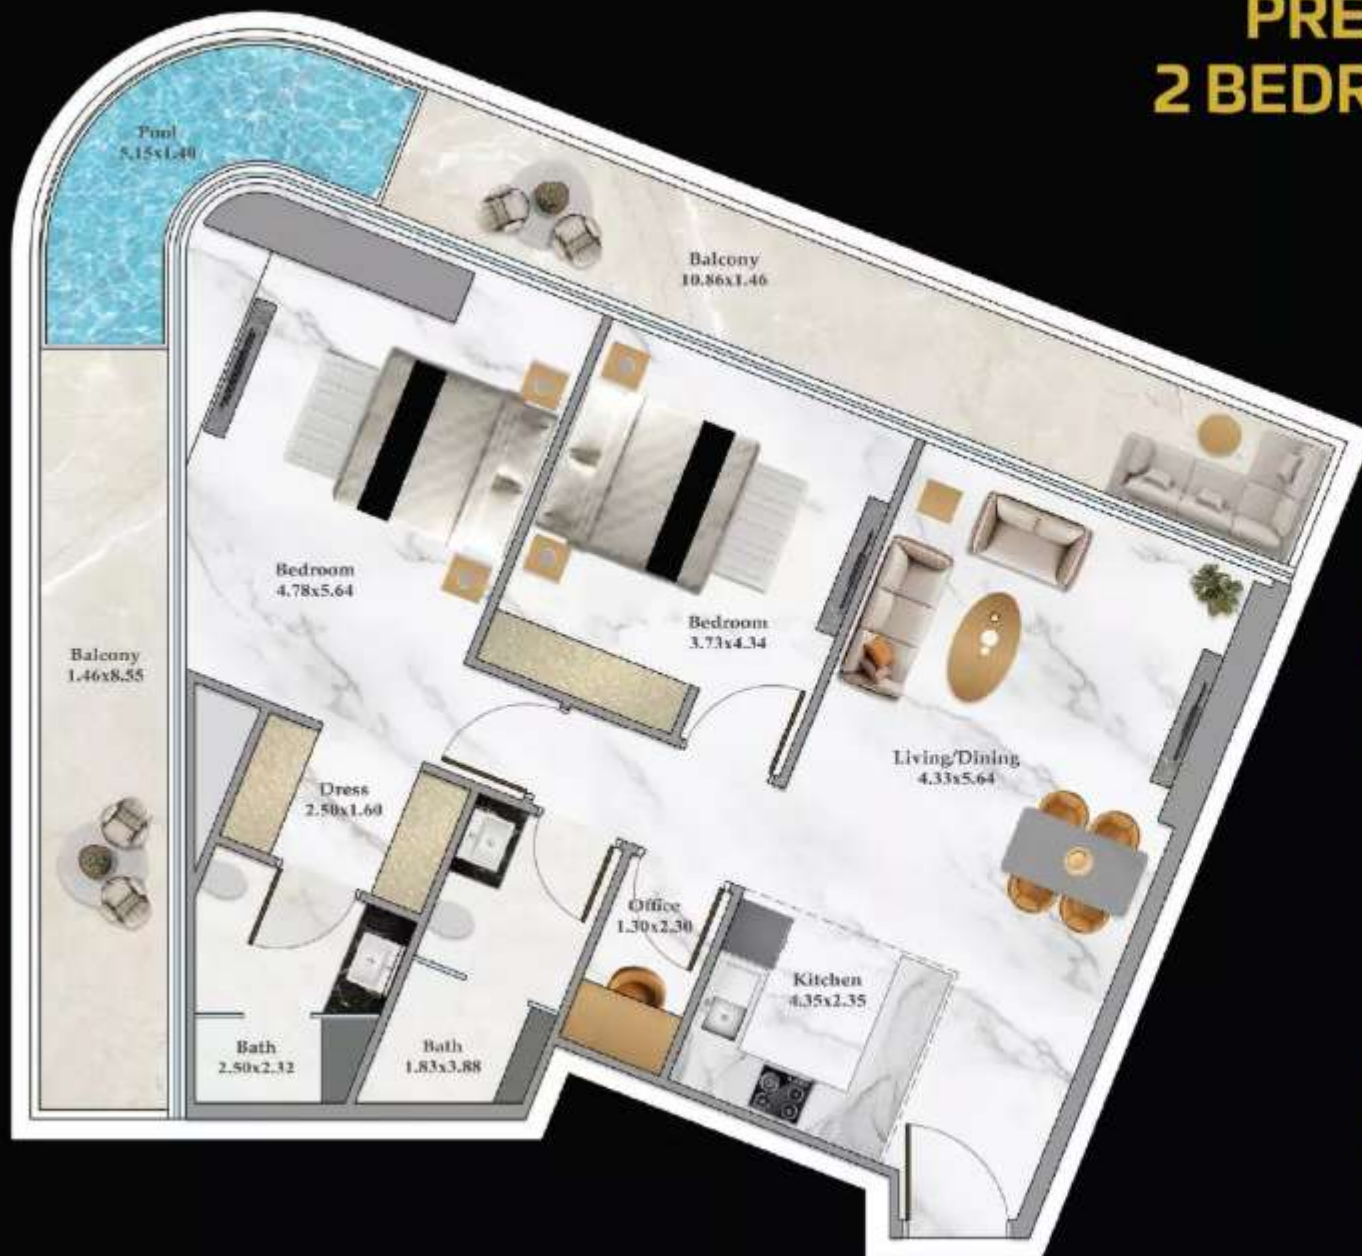 PRE
2 BEDR
Pool
5.15x1.40
Balcony
10.86x1.46
Bedroom
4.78x5.64
Bedroom
3.73x4.34
Balcony
1.46x8.55
Living/Dining
4.33x5.64
Dress
2.50x1.60
Office
1.30x2.30
Kitchen
4.35x2.35
Bath
2.50x2.32
Bath
1.83x3.88